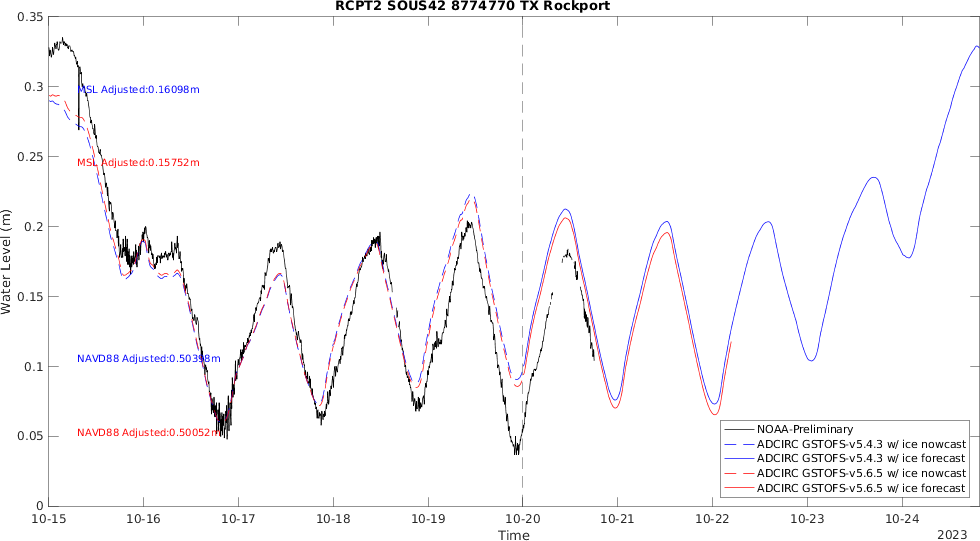 RCPT2 SOUS42 8774770 TX Rockport
0.35
0.3
0.25
0.2
0.15
0.1
0.05
0
Water Level (m)
MSL Adjusted:0.16098m
MSL Adjusted:0.15752m
NAVD88 Adjusted:0.50398m
NAVD88 Adjusted:0.50052m
NOAA-Preliminary
ADCIRC GSTOFS-v5.4.3 w/ ice nowcast
ADCIRC GSTOFS-v5.4.3 w/ ice forecast
ADCIRC GSTOFS-v5.6.5 w/ ice nowcast
ADCIRC GSTOFS-v5.6.5 w/ ice forecast
10-15 10-16 10-17 10-18 10-19 10-20 10-21 10-22 10-23 10-24
Time
2023